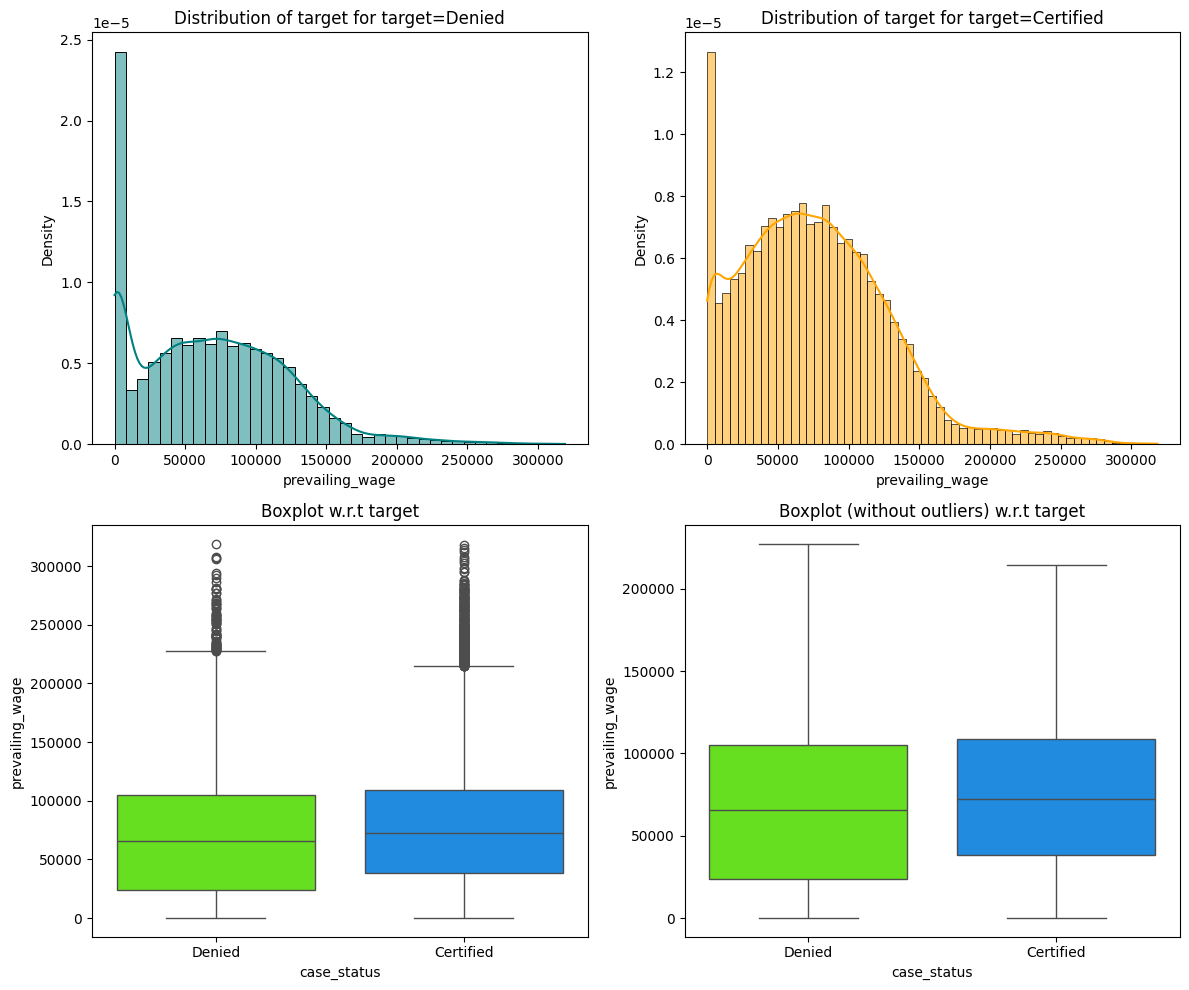 Distribution of target for target=Denied
1e−5
2.5
2.0
1.5
1.0
0.5
0.0
Density
0 50000 100000 150000 200000 250000 300000
prevailing_wage
Distribution of target for target=Certified
1e−5
1.2
1.0
0.8
0.6
0.4
0.2
0.0
Density
0 50000 100000 150000 200000 250000 300000
prevailing_wage
Boxplot w.r.t target
300000
250000
200000
150000
100000
50000
0
prevailing_wage
Denied Certified
case_status
Boxplot (without outliers) w.r.t target
200000
150000
100000
50000
0
prevailing_wage
Denied Certified
case_status